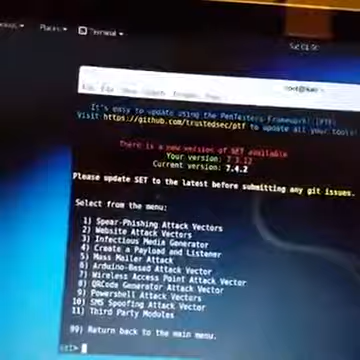 Places
Terminal
It's easy to update using the PenTesters Framework! (PTF)
Visit https://github.com/trustedsec/ptf to update all your tools!
There is a new version of SET available
Your version: 7.3.12
Current version: 7.4.2
Please update SET to the latest before submitting any git issues.
Select from the menu:
1) Spear-Phishing Attack Vectors
2) Website Attack Vectors
3) Infectious Media Generator
4) Create a Payload and Listener
5) Mass Mailer Attack
6) Arduino-Based Attack Vector
7) Wireless Access Point Attack Vector
8) QRCode Generator Attack Vector
9) Powershell Attack Vectors
10) SMS Spoofing Attack Vector
11) Third Party Modules
99) Return back to the main menu.
set>